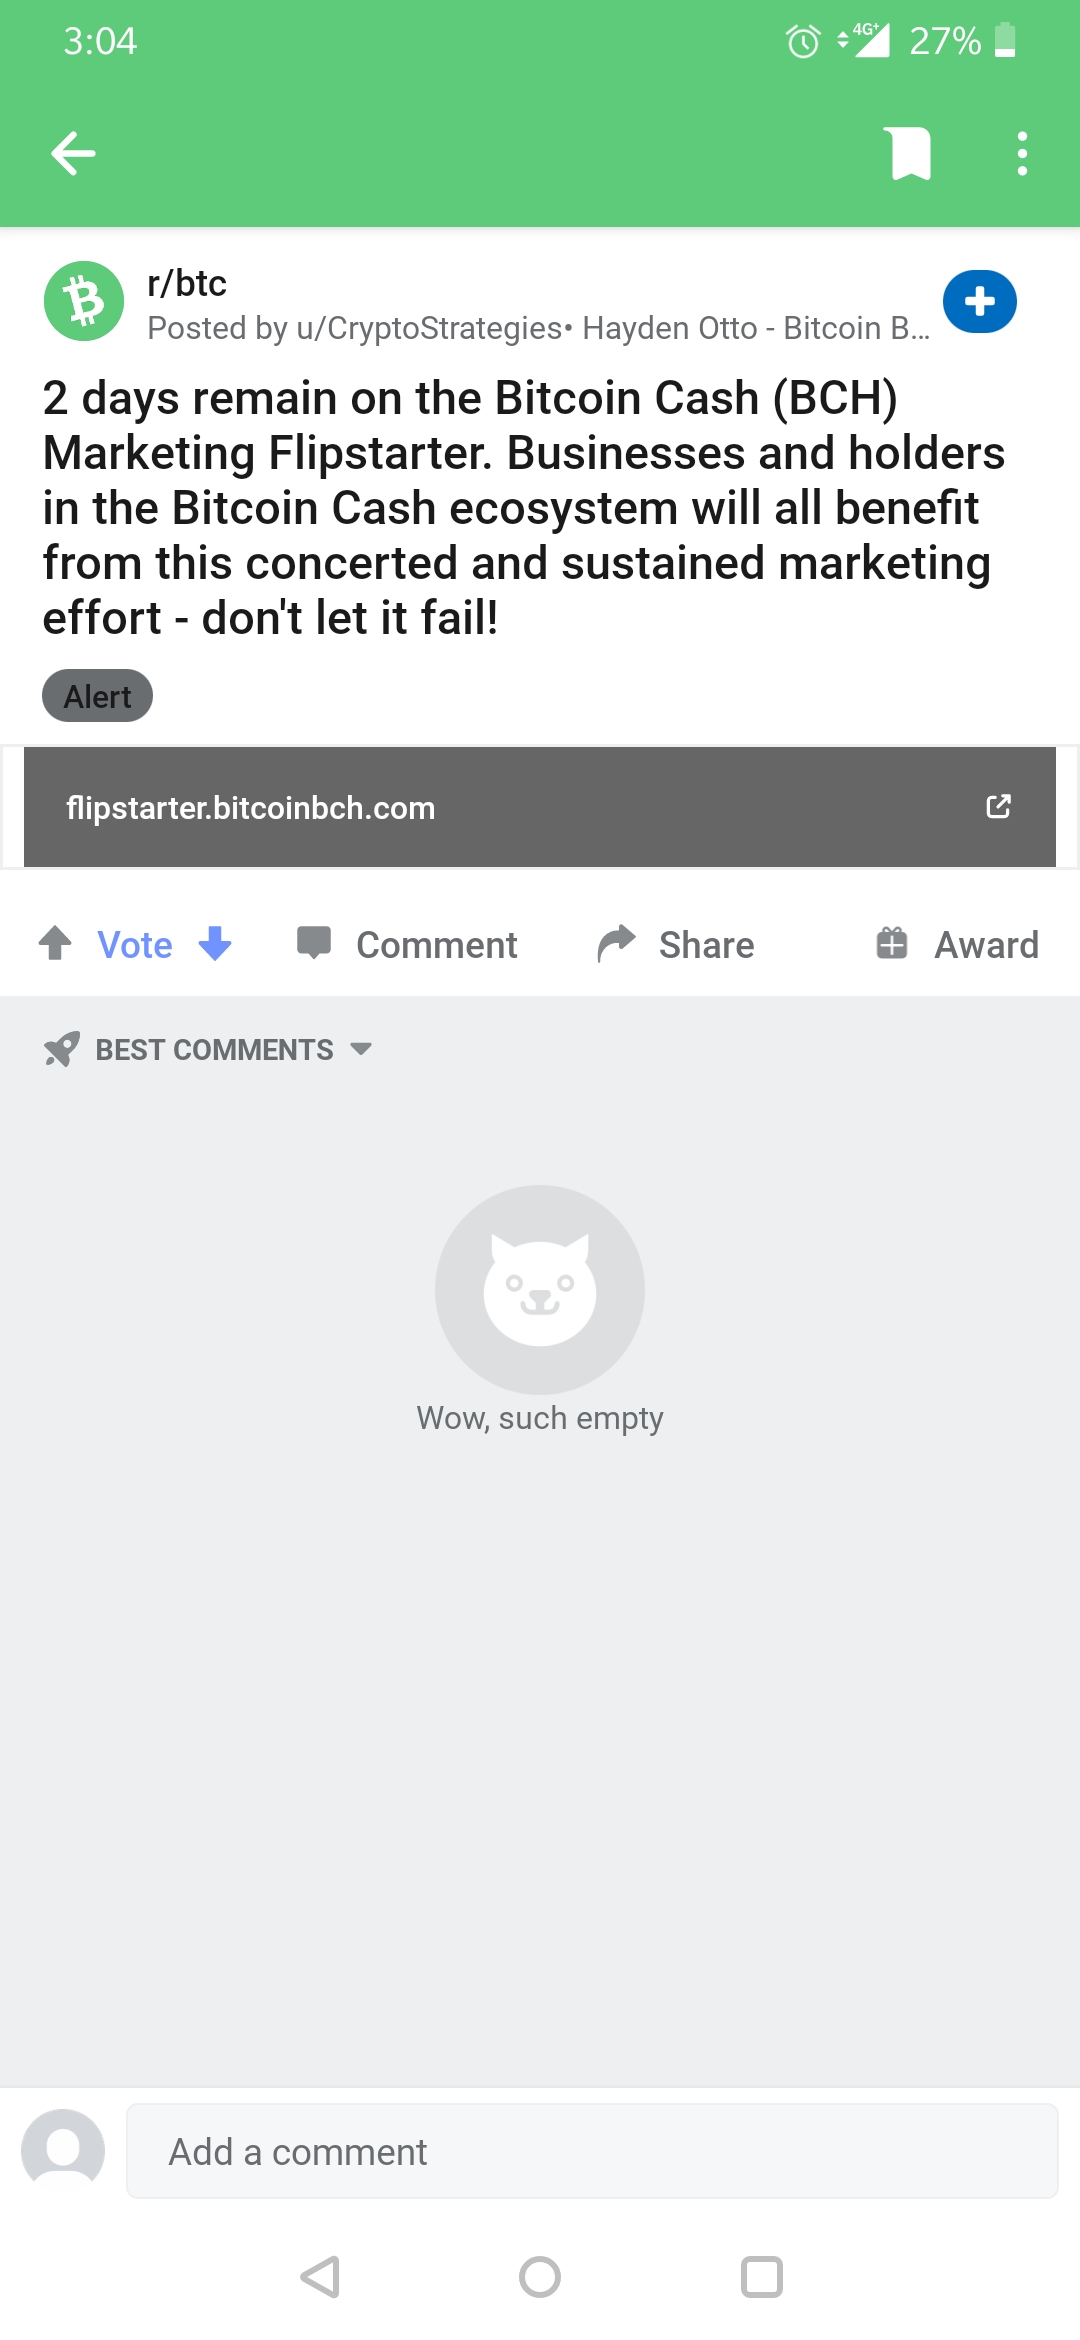 3:04
4G+ 27%
r/btc
Posted by u/CryptoStrategies• Hayden Otto - Bitcoin B...
2 days remain on the Bitcoin Cash (BCH)
Marketing Flipstarter. Businesses and holders
in the Bitcoin Cash ecosystem will all benefit
from this concerted and sustained marketing
effort - don't let it fail!
Alert
flipstarter.bitcoinbch.com
Vote Comment Share Award
BEST COMMENTS
Wow, such empty
Add a comment